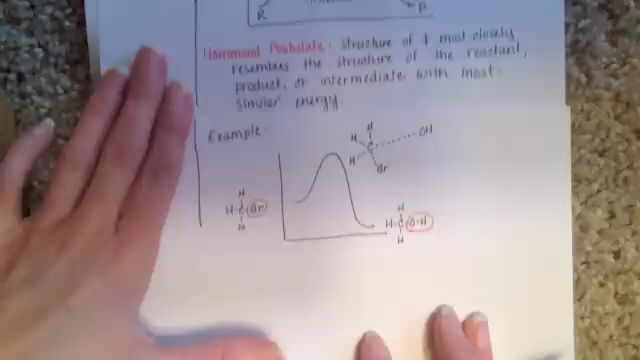 R P
Hammond Postulate: structure of ‡ most closely
resembles the structure of the reactant,
product, or intermediate with most
similar energy.
Example:
H
H C OH
H
Br
H
H-C-Br
H
H
H-C-O-H
H